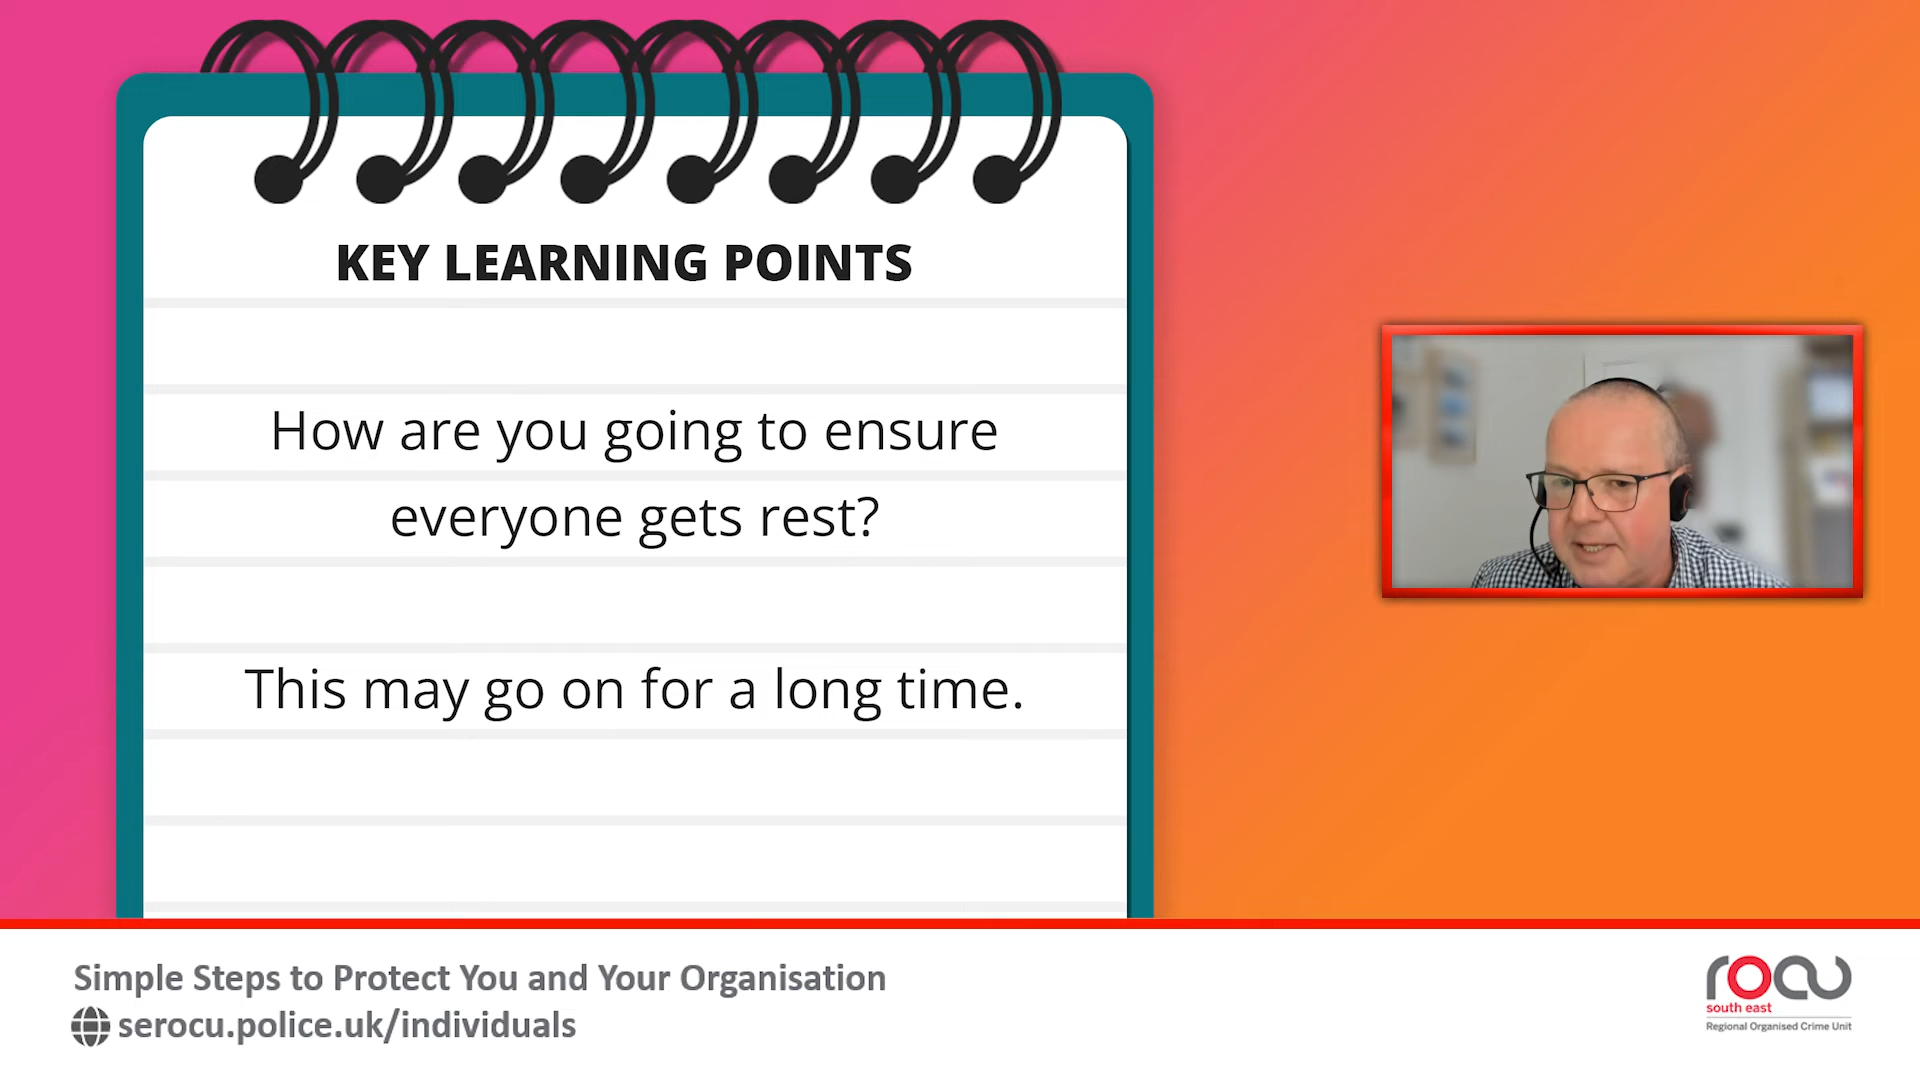 KEY LEARNING POINTS
How are you going to ensure
everyone gets rest?
This may go on for a long time.
Simple Steps to Protect You and Your Organisation
serocu.police.uk/individuals
rocu
south east
Regional Organised Crime Unit